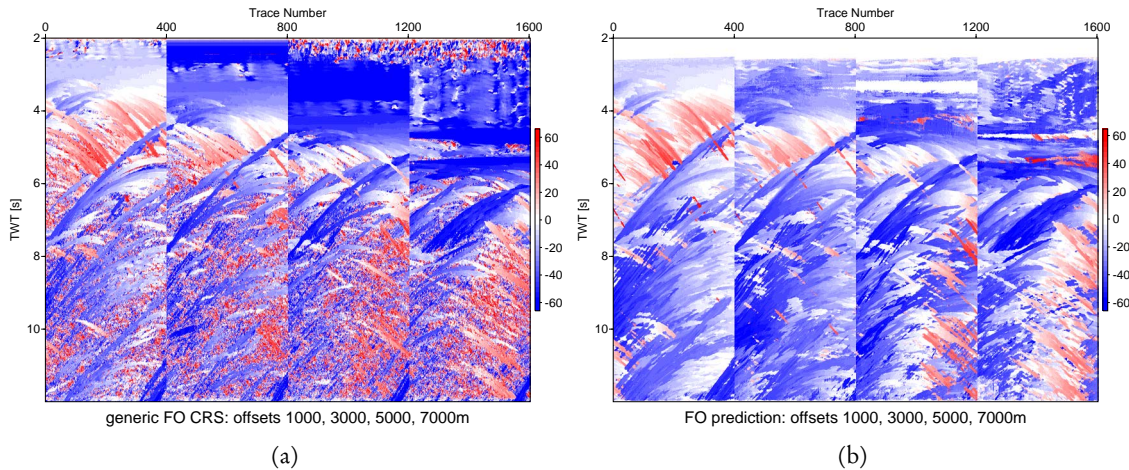 Trace Number
0 400 800 1200 1600
2
4
6
8
10
TWT [s]
60
40
20
0
-20
-40
-60
generic FO CRS: offsets 1000, 3000, 5000, 7000m
(a)
Trace Number
0 400 800 1200 1600
2
4
6
8
10
TWT [s]
60
40
20
0
-20
-40
-60
FO prediction: offsets 1000, 3000, 5000, 7000m
(b)